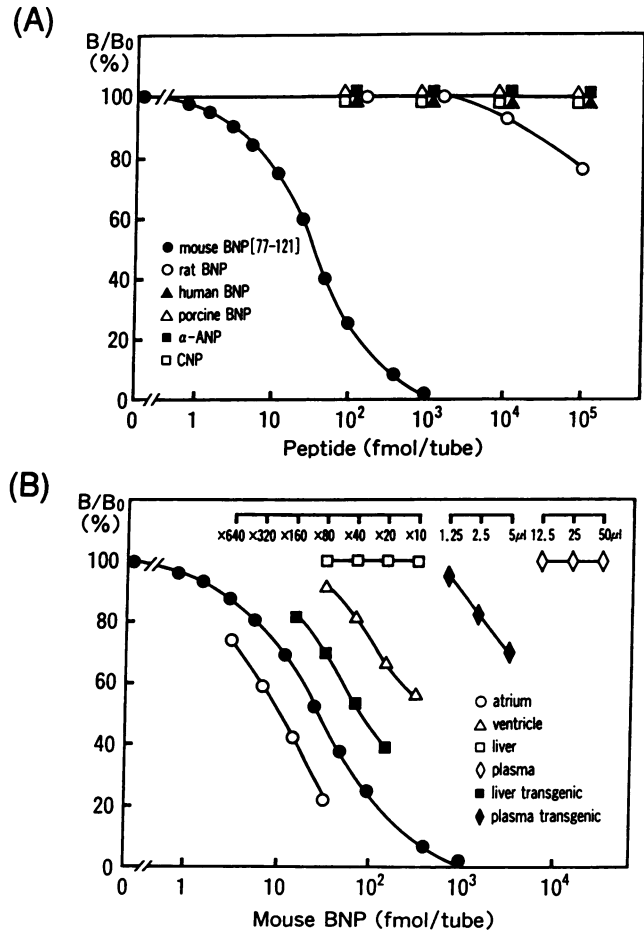 (A)
B/B0
(%)
100
80
60
40
20
0
mouse BNP[77-121]
rat BNP
human BNP
porcine BNP
α-ANP
CNP
0 1 10 10² 10³ 10⁴ 10⁵
Peptide (fmol/tube)
(B)
B/B0
(%)
×640 ×320 ×160 ×80 ×40 ×20 ×10 1.25 2.5 5μl 12.5 25 50μl
100
80
60
40
20
0
atrium
ventricle
liver
plasma
liver transgenic
plasma transgenic
0 1 10 10² 10³ 10⁴
Mouse BNP (fmol/tube)